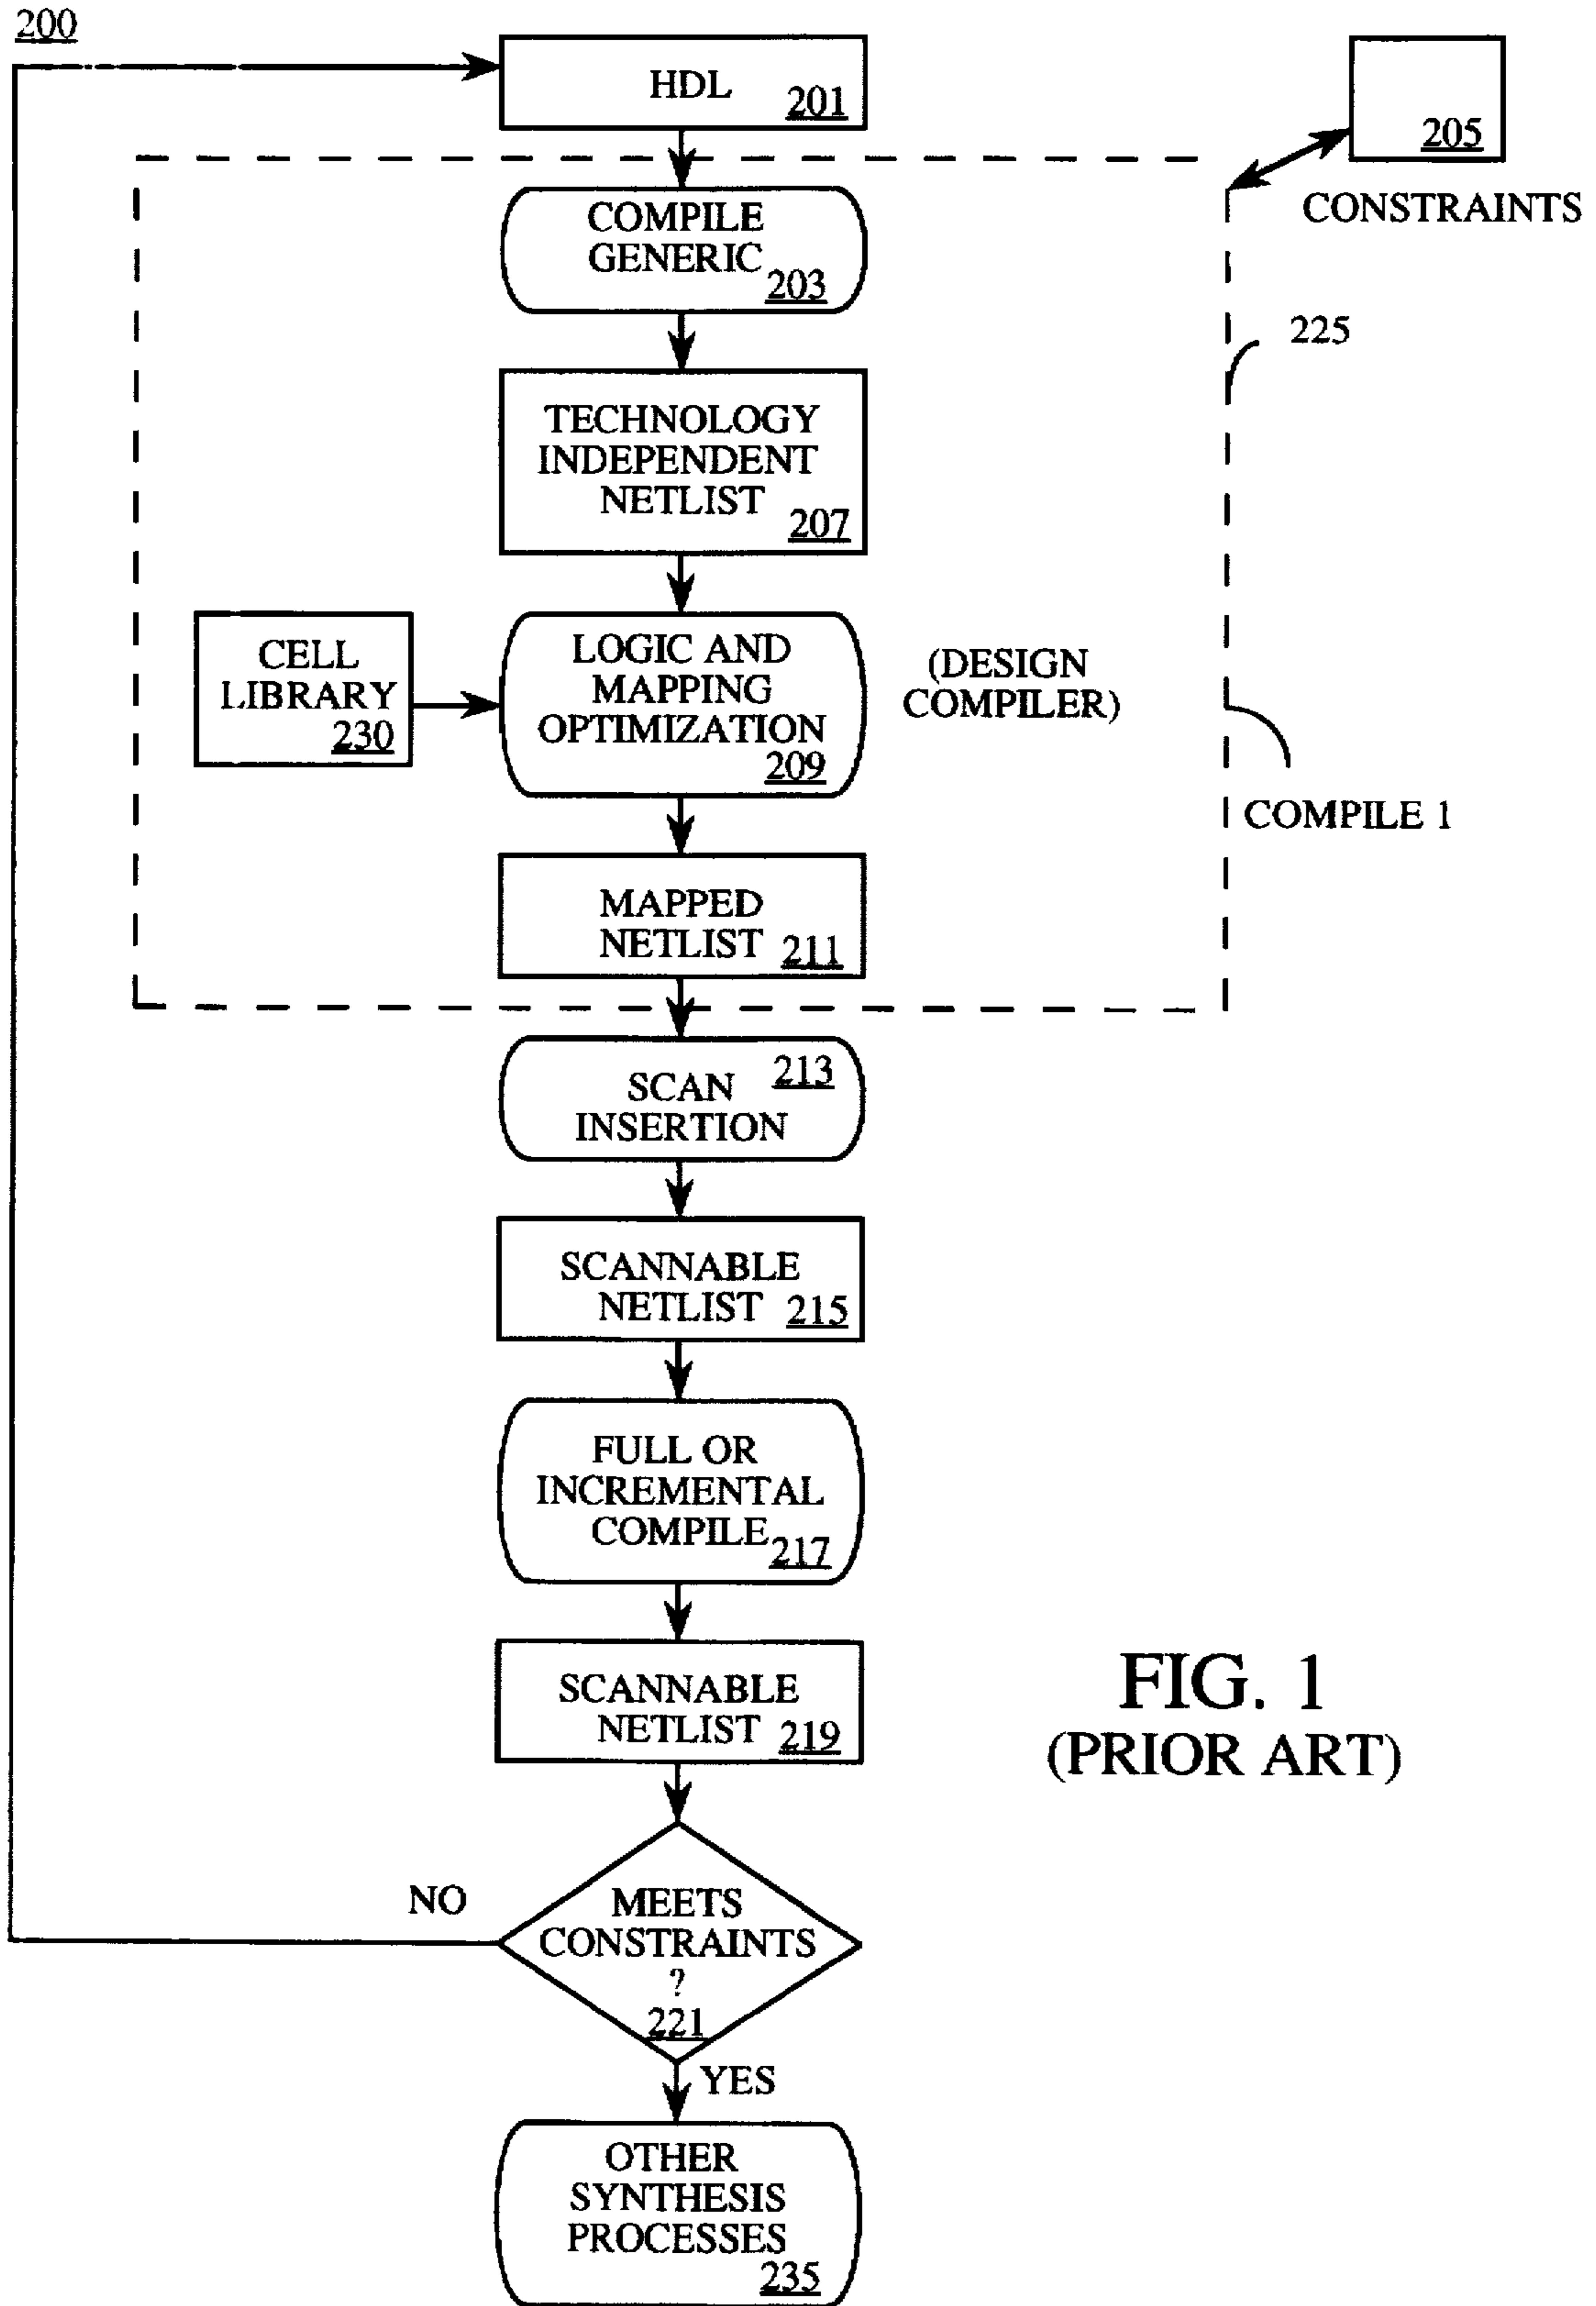 200
HDL
201
205
CONSTRAINTS
COMPILE
GENERIC
203
225
TECHNOLOGY
INDEPENDENT
NETLIST
207
CELL
LIBRARY
230
LOGIC AND
MAPPING
OPTIMIZATION
209
(DESIGN
COMPILER)
COMPILE 1
MAPPED
NETLIST
211
213
SCAN
INSERTION
SCANNABLE
NETLIST
215
FULL OR
INCREMENTAL
COMPILE
217
SCANNABLE
NETLIST
219
FIG. 1
(PRIOR ART)
NO
MEETS
CONSTRAINTS
?
221
YES
OTHER
SYNTHESIS
PROCESSES
235